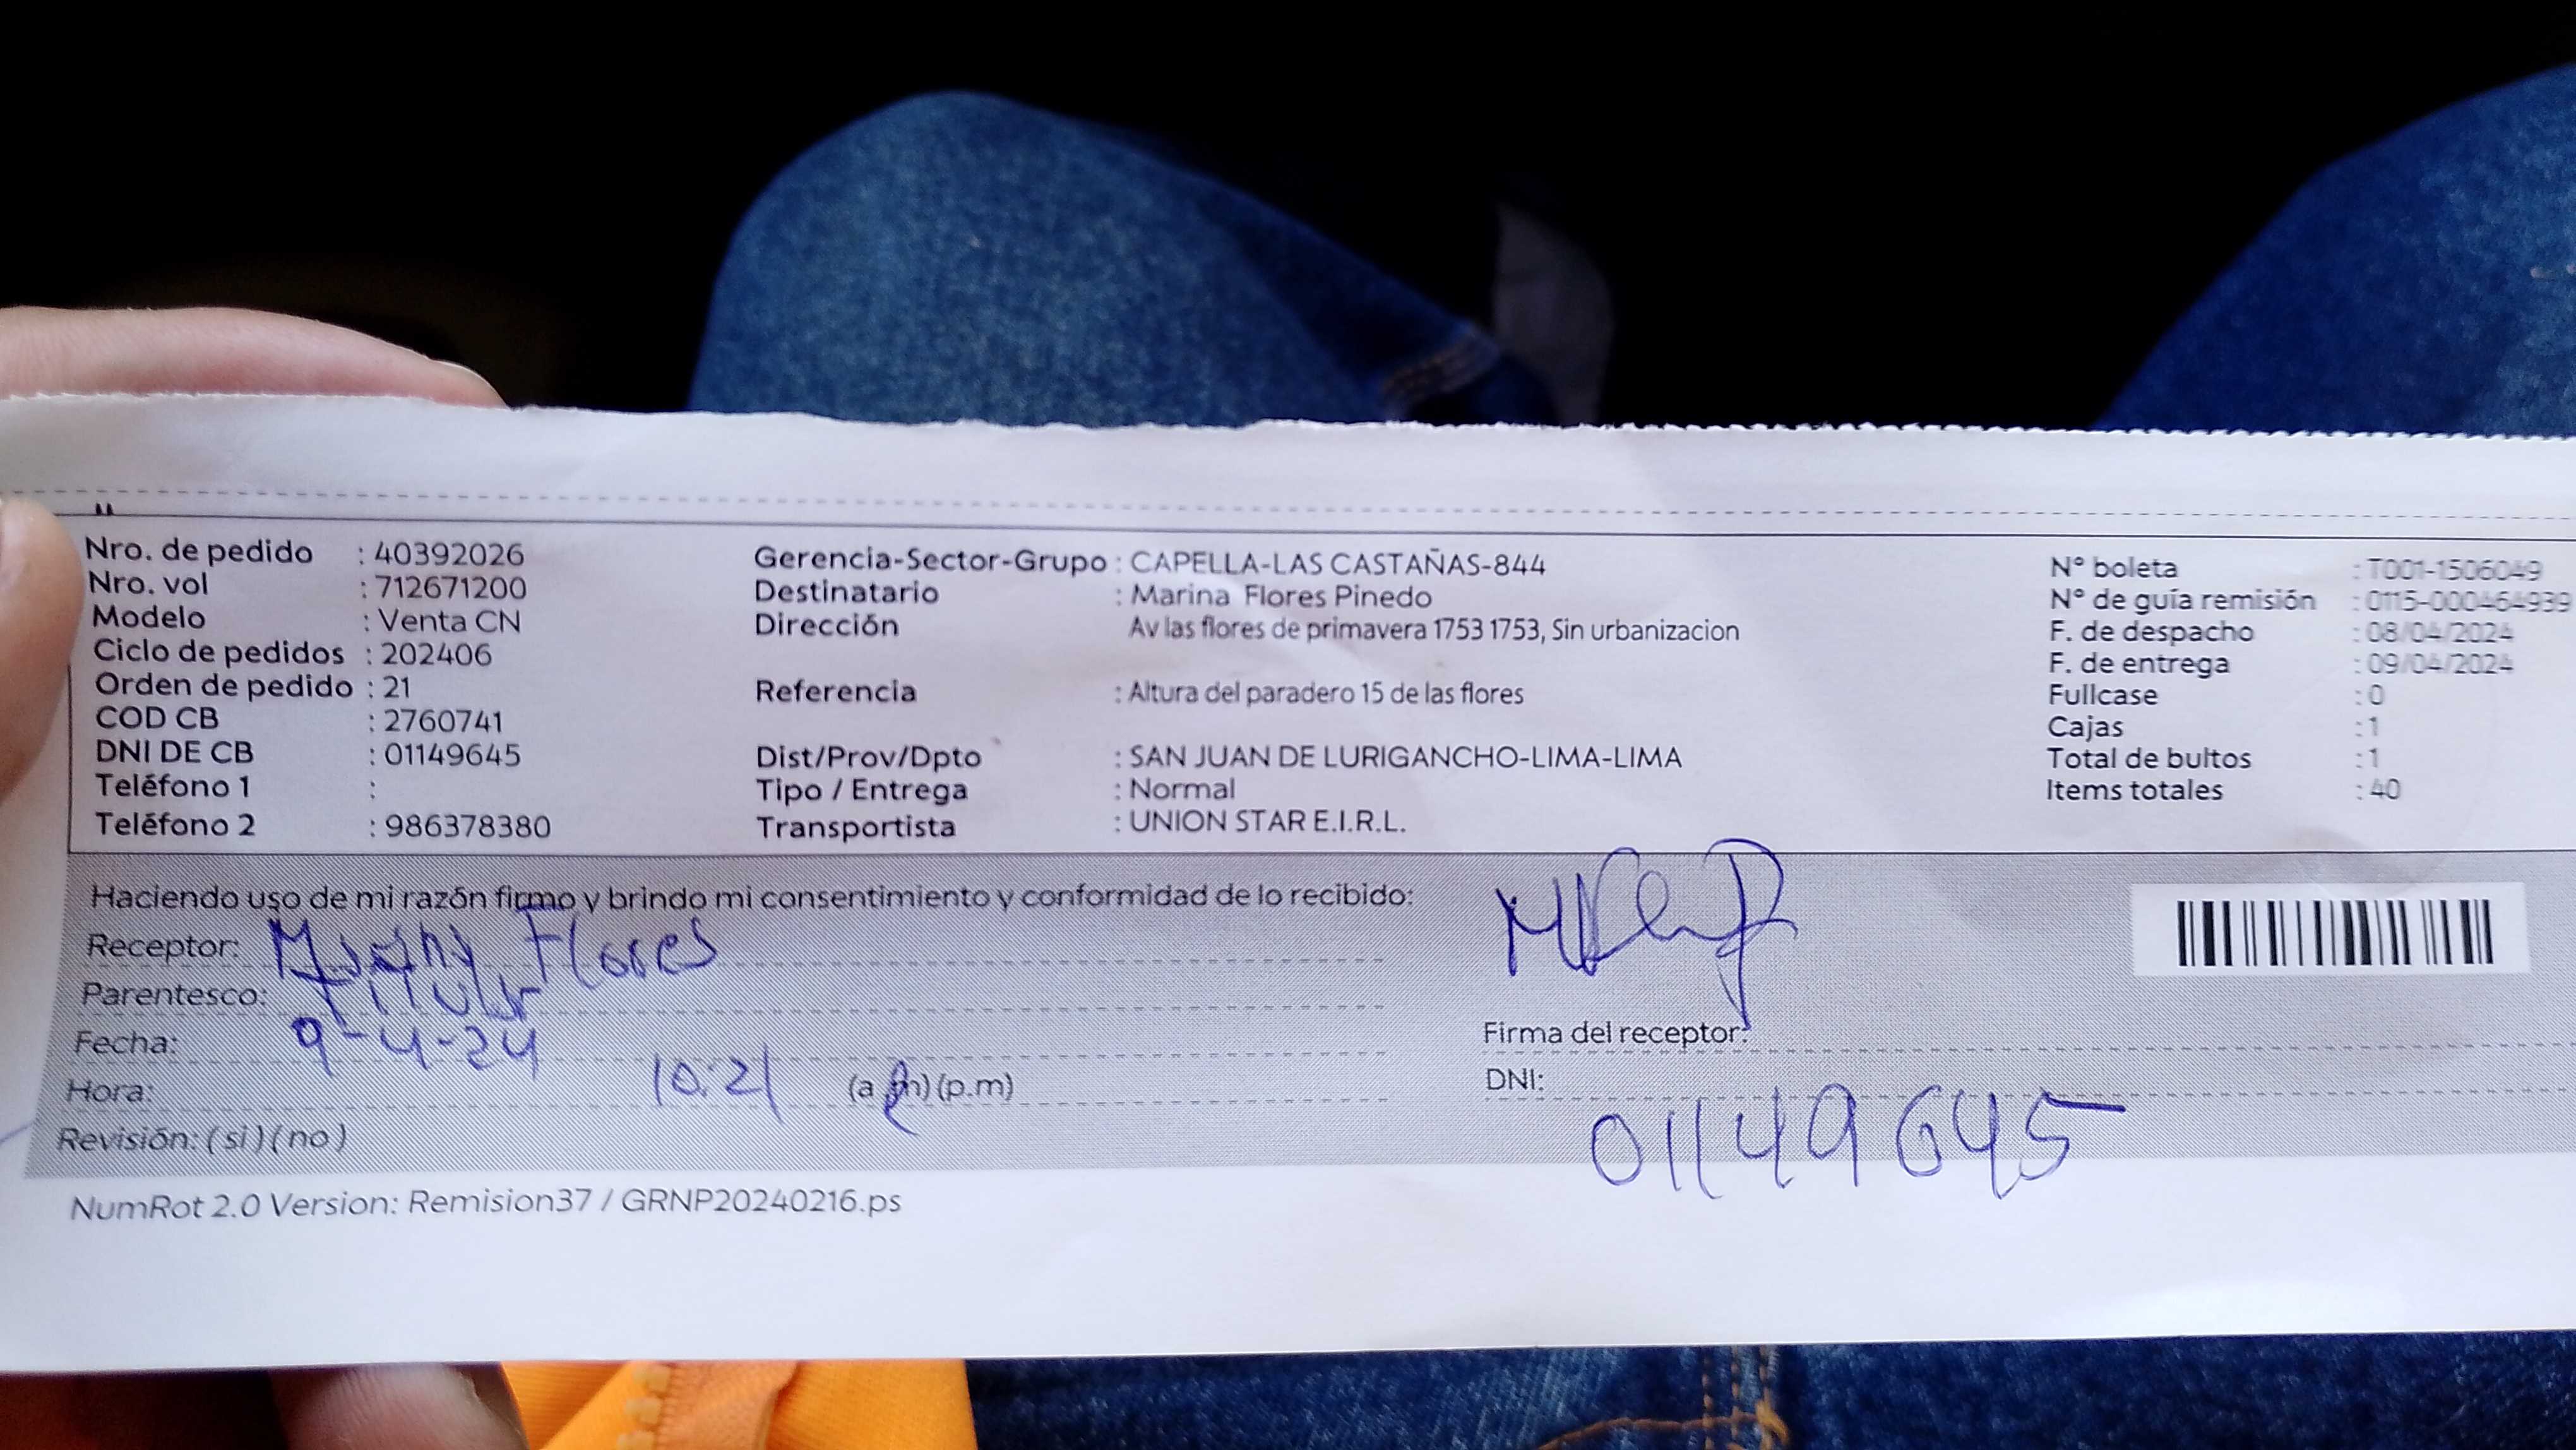 Nro. de pedido : 40392026
Nro. vol : 712671200
Modelo : Venta CN
Ciclo de pedidos : 202406
Orden de pedido : 21
COD CB : 2760741
DNI DE CB : 01149645
Teléfono 1 :
Teléfono 2 : 986378380
Gerencia-Sector-Grupo : CAPELLA-LAS CASTAÑAS-844
Destinatario : Marina Flores Pinedo
Dirección Av las flores de primavera 1753 1753, Sin urbanizacion
Referencia : Altura del paradero 15 de las flores
Dist/Prov/Dpto : SAN JUAN DE LURIGANCHO-LIMA-LIMA
Tipo / Entrega : Normal
Transportista : UNION STAR E.I.R.L.
N° boleta : T001-1506049
N° de guía remisión : 0115-000464939
F. de despacho : 08/04/2024
F. de entrega : 09/04/2024
Fullcase : 0
Cajas : 1
Total de bultos : 1
Items totales : 40
Haciendo uso de mi razón firmo y brindo mi consentimiento y conformidad de lo recibido:
Receptor: Flores
Parentesco: Titular
Fecha: 9-4-24
Hora: 10:21 (a.m) (p.m)
Revisión: ( si ) ( no )
Firma del receptor:
DNI:
01149645
NumRot 2.0 Version: Remision37 / GRNP20240216.ps